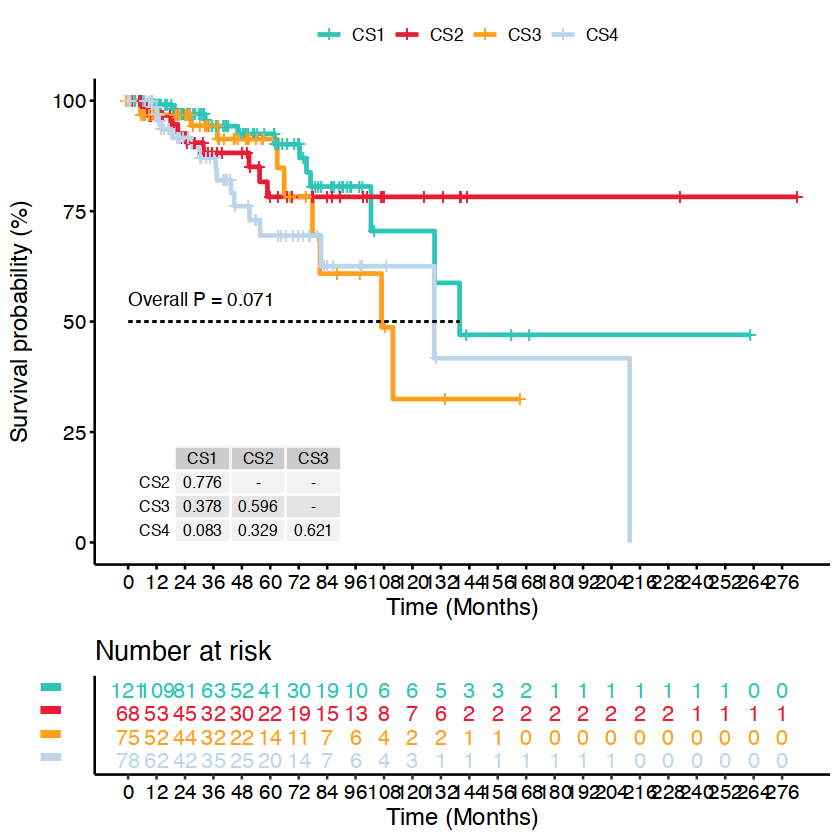 CS1 CS2 CS3 CS4
Survival probability (%)
100
75
50
25
0
Overall P = 0.071
CS1 CS2 CS3
CS2 0.776 - -
CS3 0.378 0.596 -
CS4 0.083 0.329 0.621
0 12 24 36 48 60 72 84 96 108 120 132 144 156 168 180 192 204 216 228 240 252 264 276
Time (Months)
Number at risk
121 109 81 63 52 41 30 19 10 6 6 5 3 3 2 1 1 1 1 1 1 1 0 0
68 53 45 32 30 22 19 15 13 8 7 6 2 2 2 2 2 2 2 2 1 1 1 1
75 52 44 32 22 14 11 7 6 4 2 2 1 1 0 0 0 0 0 0 0 0 0 0
78 62 42 35 25 20 14 7 6 4 3 1 1 1 1 1 1 1 0 0 0 0 0 0
0 12 24 36 48 60 72 84 96 108 120 132 144 156 168 180 192 204 216 228 240 252 264 276
Time (Months)